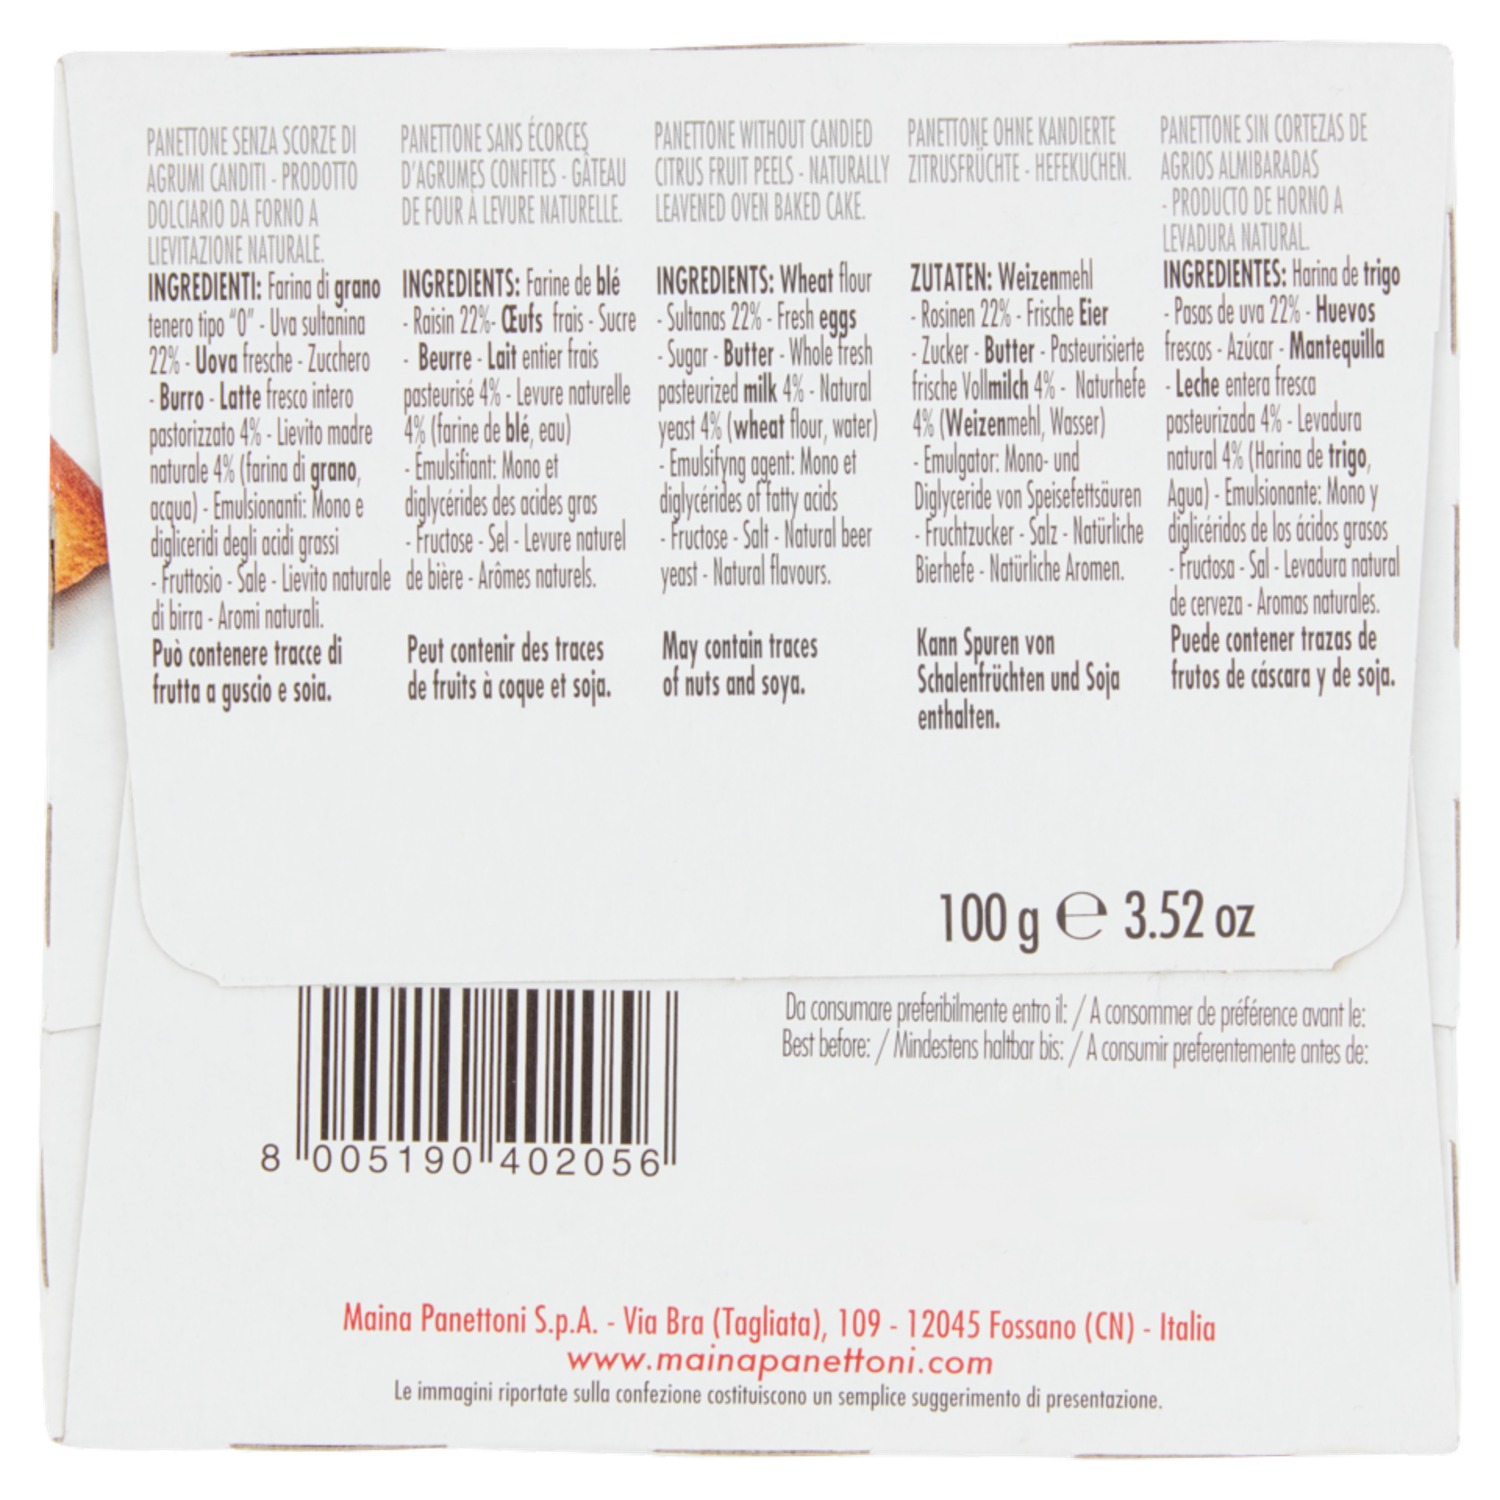 PANETTONE SENZA SCORZE DI
AGRUMI CANDITI - PRODOTTO
DOLCIARIO DA FORNO A
LIEVITAZIONE NATURALE.
INGREDIENTI: Farina di grano
tenero tipo "0" - Uva sultanina
22% - Uova fresche - Zucchero
- Burro - Latte fresco intero
pastorizzato 4% - Lievito madre
naturale 4% (farina di grano,
acqua) - Emulsionanti: Mono e
digliceridi degli acidi grassi
- Fruttosio - Sale - Lievito naturale
di birra - Aromi naturali.
Può contenere tracce di
frutta a guscio e soia.
PANETTONE SANS ÉCORCES
D'AGRUMES CONFITES - GÂTEAU
DE FOUR À LEVURE NATURELLE.
INGREDIENTS: Farine de blé
- Raisin 22%- Œufs frais - Sucre
- Beurre - Lait entier frais
pasteurisé 4% - Levure naturelle
4% (farine de blé, eau)
- Émulsifiant: Mono et
diglycérides des acides gras
- Fructose - Sel - Levure naturel
de bière - Arômes naturels.
Peut contenir des traces
de fruits à coque et soja.
PANETTONE WITHOUT CANDIED
CITRUS FRUIT PEELS - NATURALLY
LEAVENED OVEN BAKED CAKE.
INGREDIENTS: Wheat flour
- Sultanas 22% - Fresh eggs
- Sugar - Butter - Whole fresh
pasteurized milk 4% - Natural
yeast 4% (wheat flour, water)
- Emulsifyng agent: Mono et
diglycérides of fatty acids
- Fructose - Salt - Natural beer
yeast - Natural flavours.
May contain traces
of nuts and soya.
PANETTONE OHNE KANDIERTE
ZITRUSFRÜCHTE - HEFEKUCHEN.
ZUTATEN: Weizenmehl
- Rosinen 22% - Frische Eier
- Zucker - Butter - Pasteurisierte
frische Vollmilch 4% - Naturhefe
4% (Weizenmehl, Wasser)
- Emulgator: Mono- und
Diglyceride von Speisefettsäuren
- Fruchtzucker - Salz - Natürliche
Bierhefe - Natürliche Aromen.
Kann Spuren von
Schalenfrüchten und Soja
enthalten.
PANETTONE SIN CORTEZAS DE
AGRIOS ALMIBARADAS
- PRODUCTO DE HORNO A
LEVADURA NATURAL.
INGREDIENTES: Harina de trigo
- Pasas de uva 22% - Huevos
frescos - Azúcar - Mantequilla
- Leche entera fresca
pasteurizada 4% - Levadura
natural 4% (Harina de trigo,
Agua) - Emulsionante: Mono y
diglicéridos de los ácidos grasos
- Fructosa - Sal - Levadura natural
de cerveza - Aromas naturales.
Puede contener trazas de
frutos de cáscara y de soja.
100 g ℮ 3.52 oz
Da consumare preferibilmente entro il: / A consommer de préférence avant le:
Best before: / Mindestens haltbar bis: / A consumir preferentemente antes de:
8 005190 402056
Maina Panettoni S.p.A. - Via Bra (Tagliata), 109 - 12045 Fossano (CN) - Italia
www.mainapanettoni.com
Le immagini riportate sulla confezione costituiscono un semplice suggerimento di presentazione.